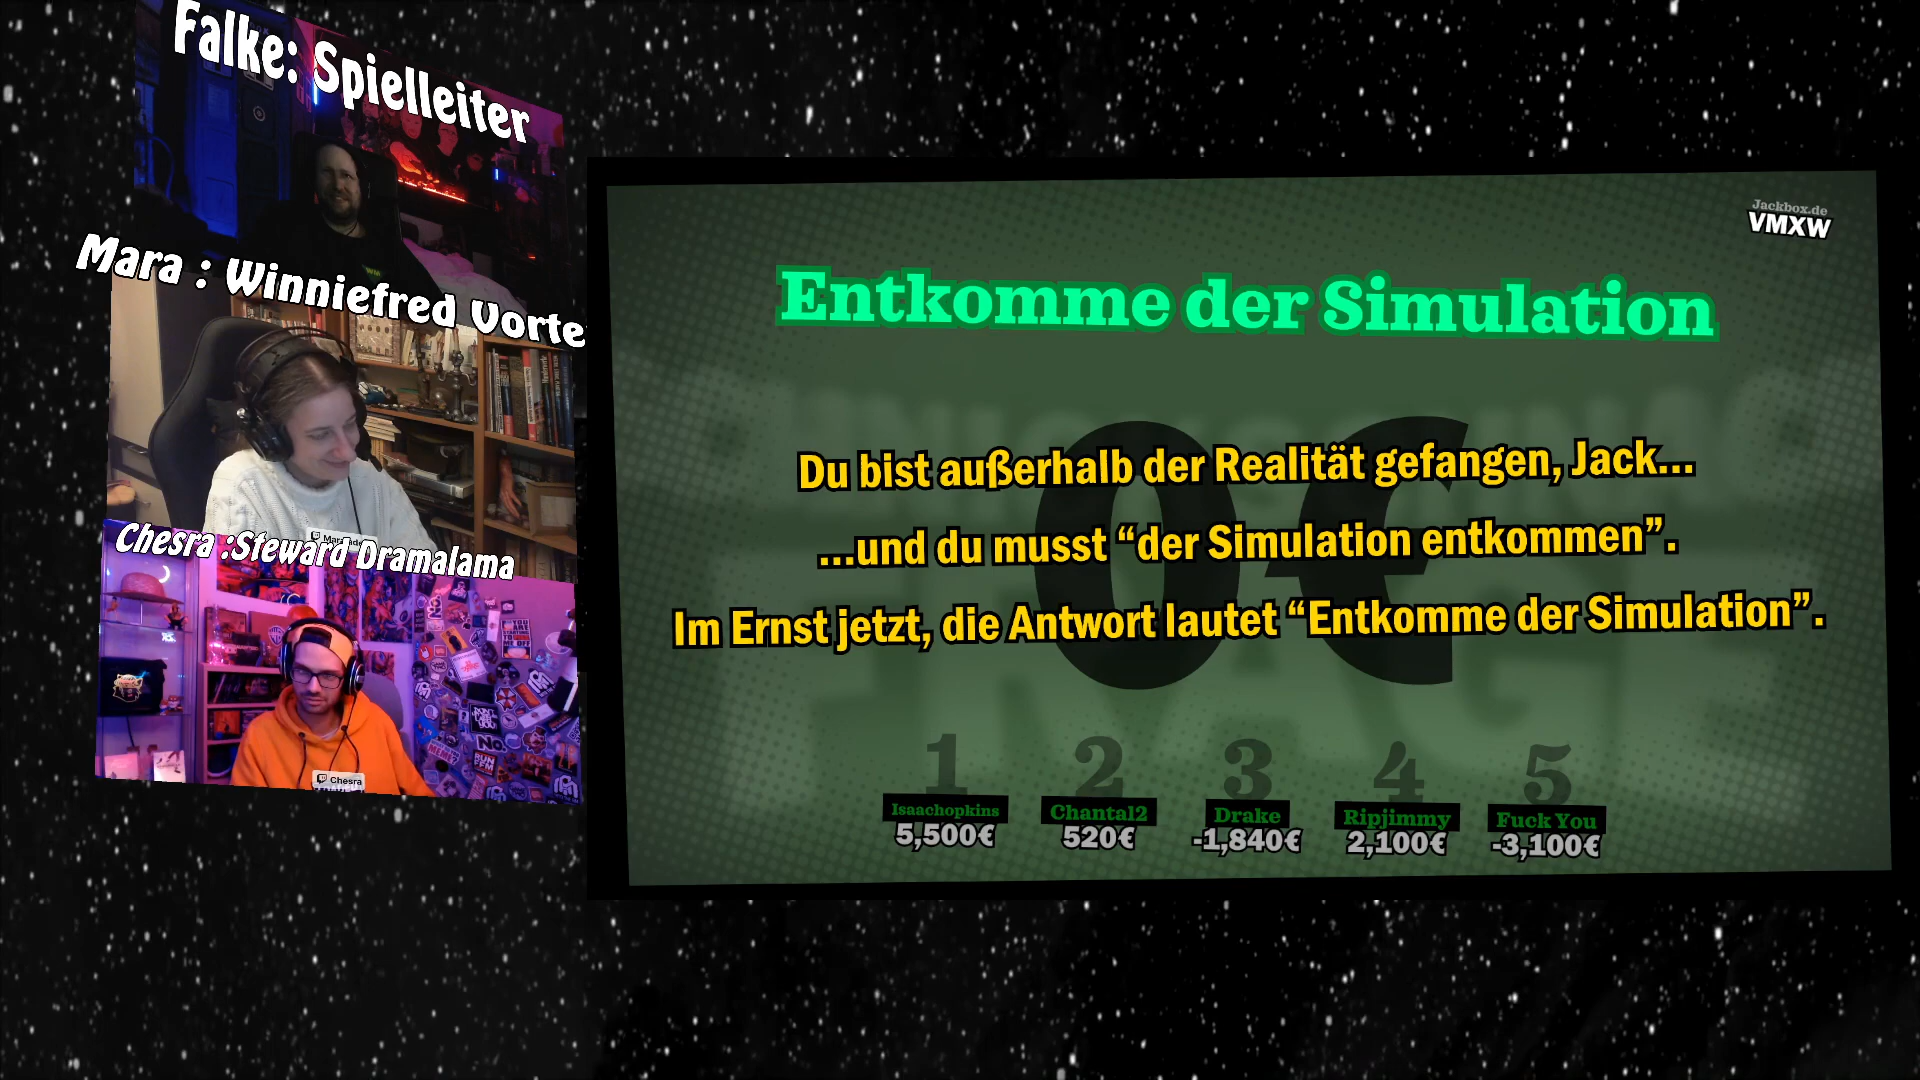 Falke: Spielleiter
Mara : Winniefred Vorte
Chesra :Steward Dramalama
Chesra
Jackbox.de
VMXW
Entkomme der Simulation
0€
Du bist außerhalb der Realität gefangen, Jack...
...und du musst “der Simulation entkommen”.
Im Ernst jetzt, die Antwort lautet “Entkomme der Simulation”.
1 2 3 4 5
Isaachopkins Chantal2 Drake Ripjimmy Fuck You
5,500€ 520€ -1,840€ 2,100€ -3,100€